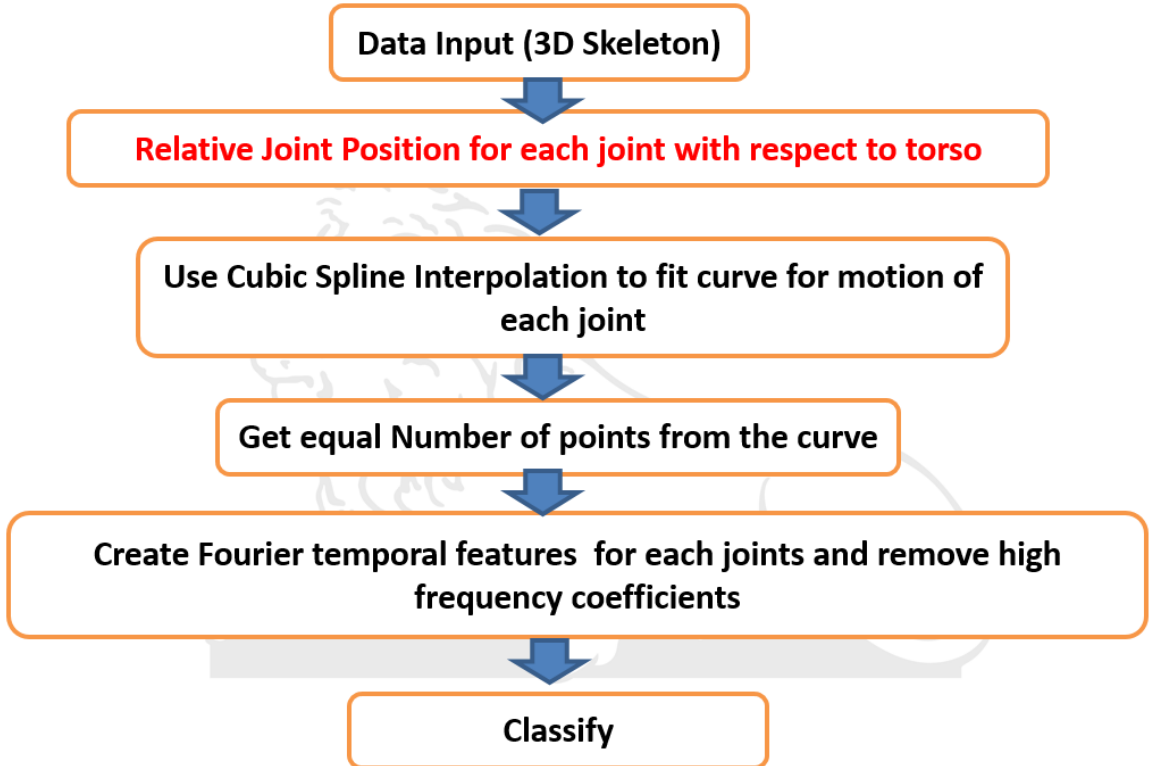 Data Input (3D Skeleton)
Relative Joint Position for each joint with respect to torso
Use Cubic Spline Interpolation to fit curve for motion of
each joint
Get equal Number of points from the curve
Create Fourier temporal features  for each joints and remove high
frequency coefficients
Classify